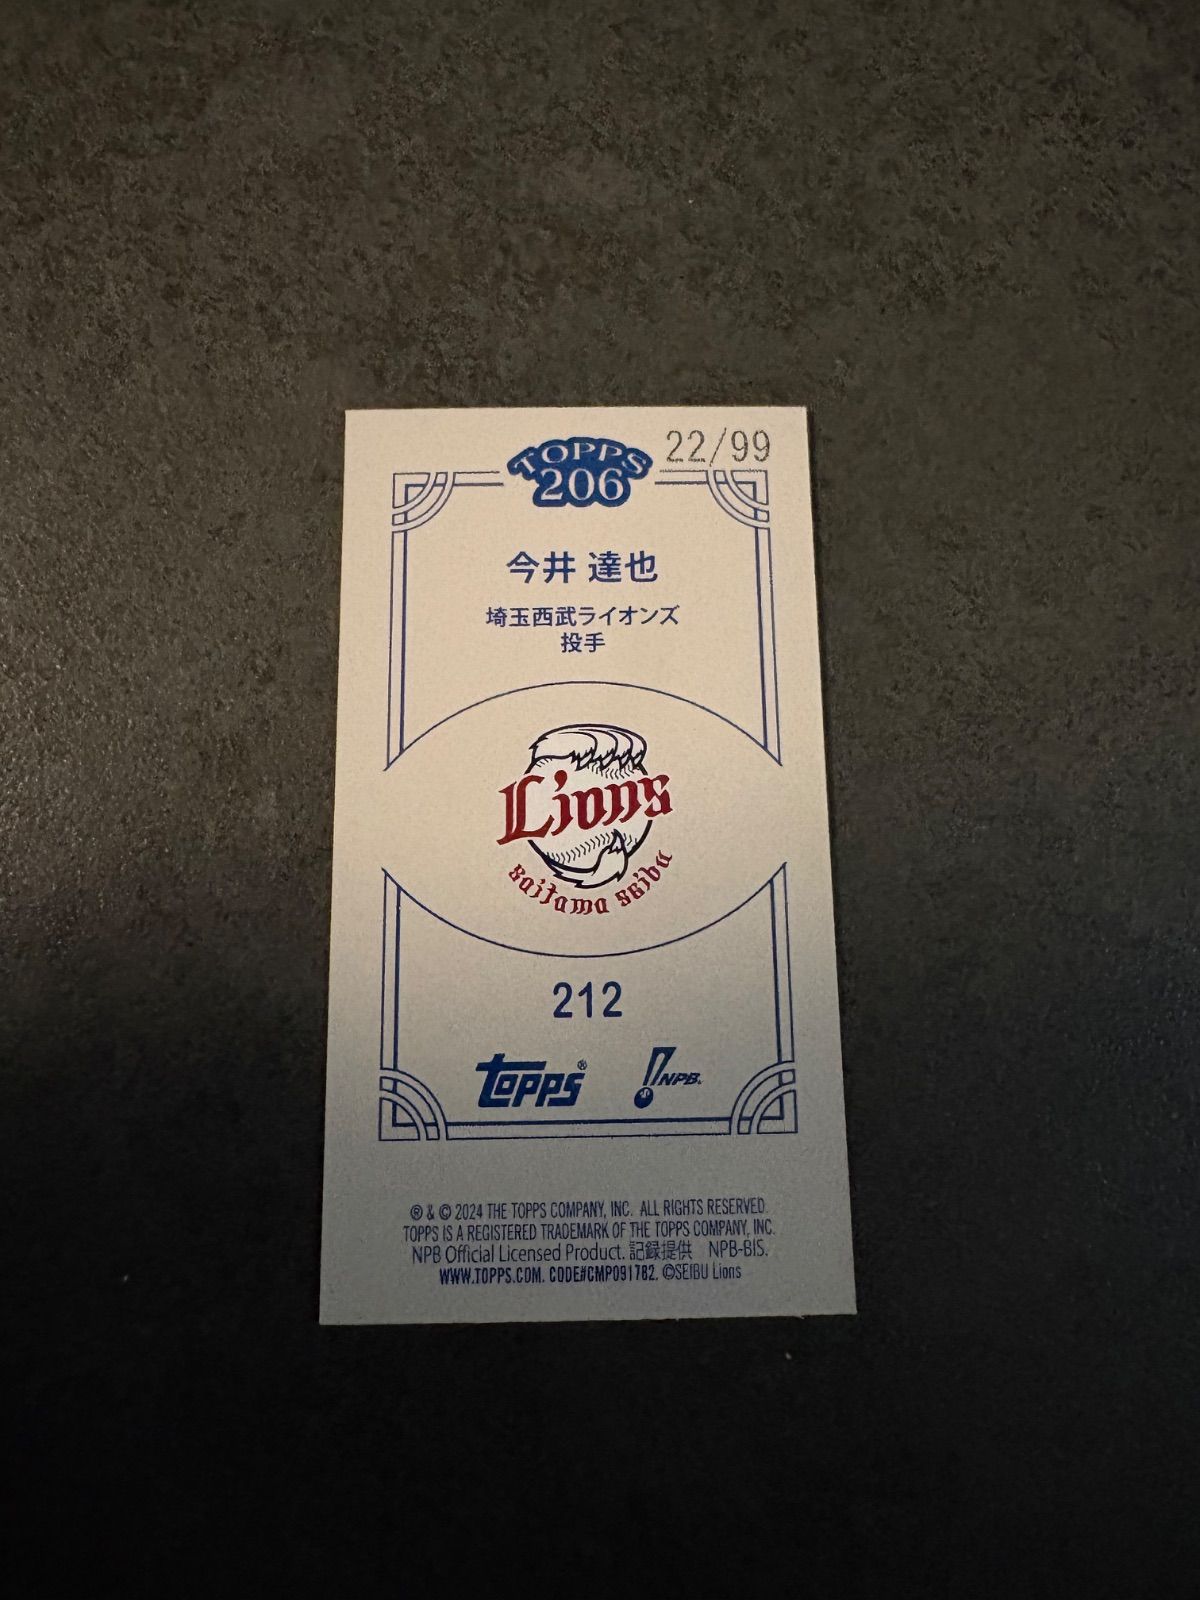 TOPPS
206
22/99
今井 達也
埼玉西武ライオンズ
投手
Lions
saitama seibu
212
TOPPS®
NPB.
® & © 2024 THE TOPPS COMPANY, INC. ALL RIGHTS RESERVED.
TOPPS IS A REGISTERED TRADEMARK OF THE TOPPS COMPANY, INC.
NPB Official Licensed Product. 記録提供 NPB-BIS.
WWW.TOPPS.COM. CODE#CMP091782. ©SEIBU Lions